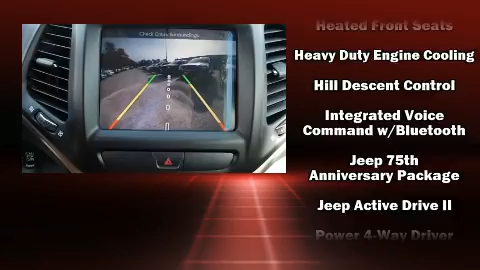 Check Entire Surroundings
Heated Front Seats
Heavy Duty Engine Cooling
Hill Descent Control
Integrated Voice
Command w/Bluetooth
Jeep 75th
Anniversary Package
Jeep Active Drive II
Power 4-Way Driver